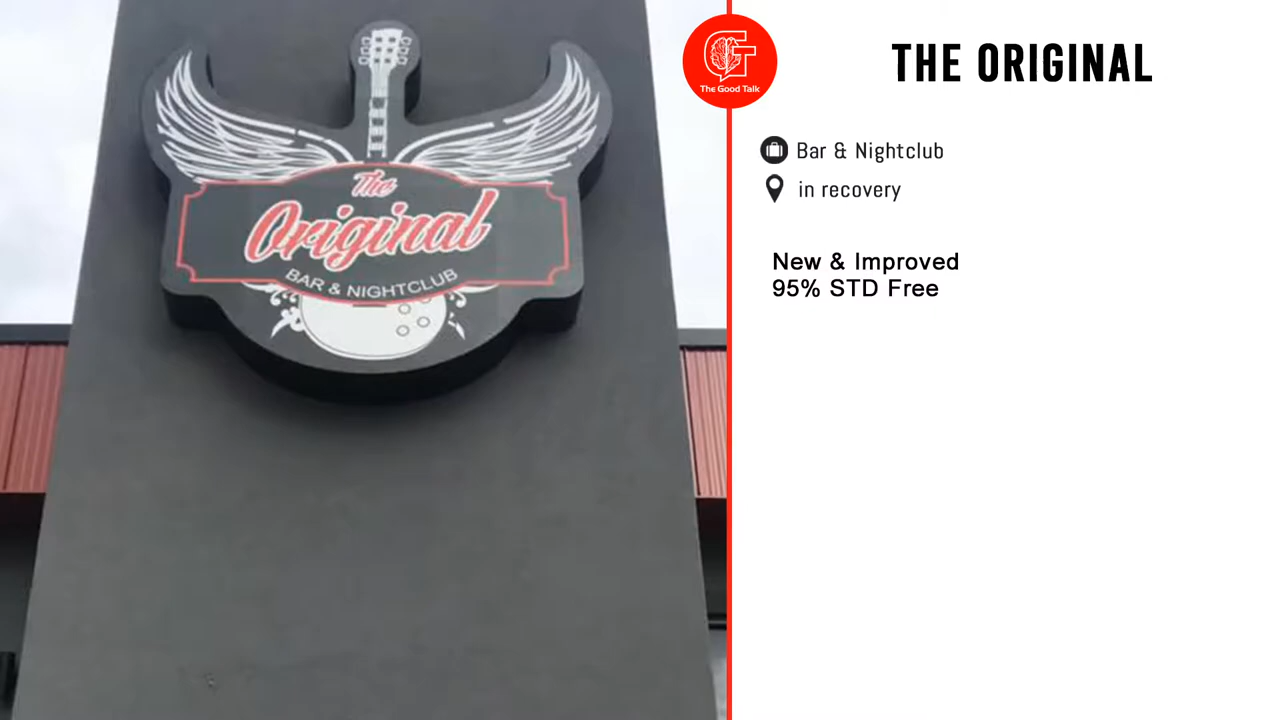 The
Original
BAR & NIGHTCLUB
The Good Talk
THE ORIGINAL
Bar & Nightclub
in recovery
New & Improved
95% STD Free